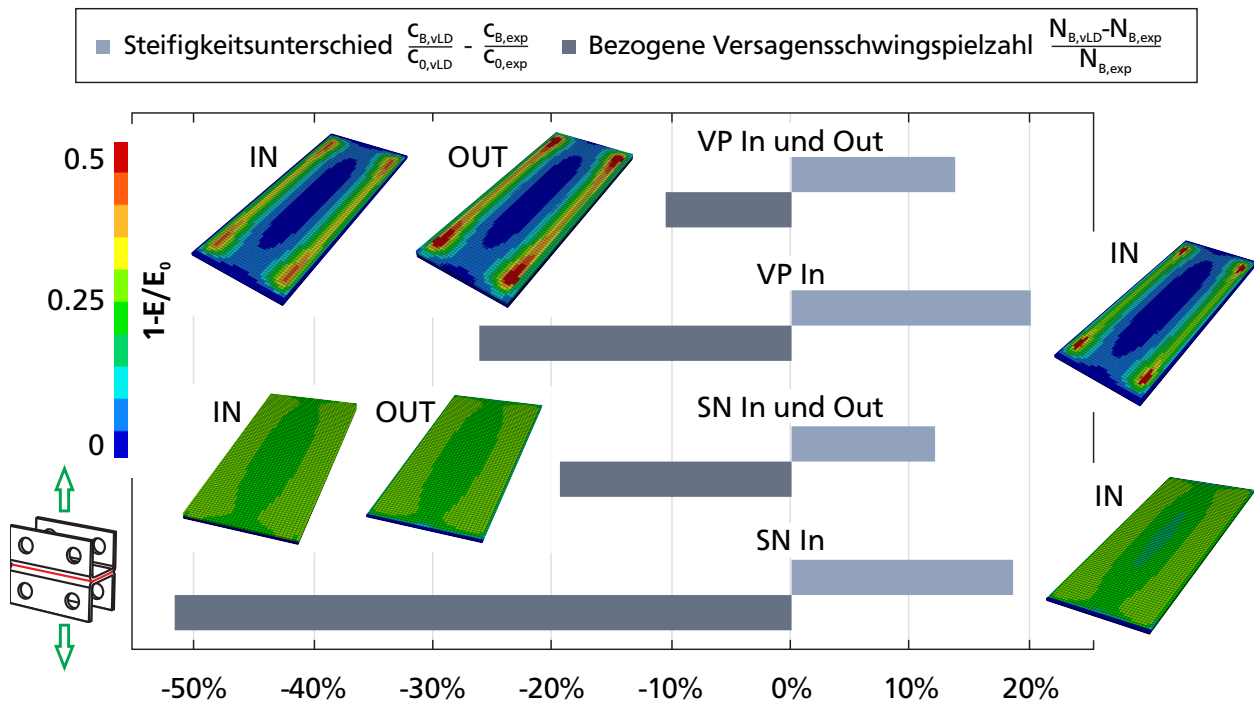 Steifigkeitsunterschied C_B,vLD/C_0,vLD - C_B,exp/C_0,exp
Bezogene Versagensschwingspielzahl N_B,vLD-N_B,exp/N_B,exp
IN
OUT
VP In und Out
0.5
0.25
0
1-E/E₀
VP In
IN
IN
OUT
SN In und Out
IN
SN In
-50%
-40%
-30%
-20%
-10%
0%
10%
20%